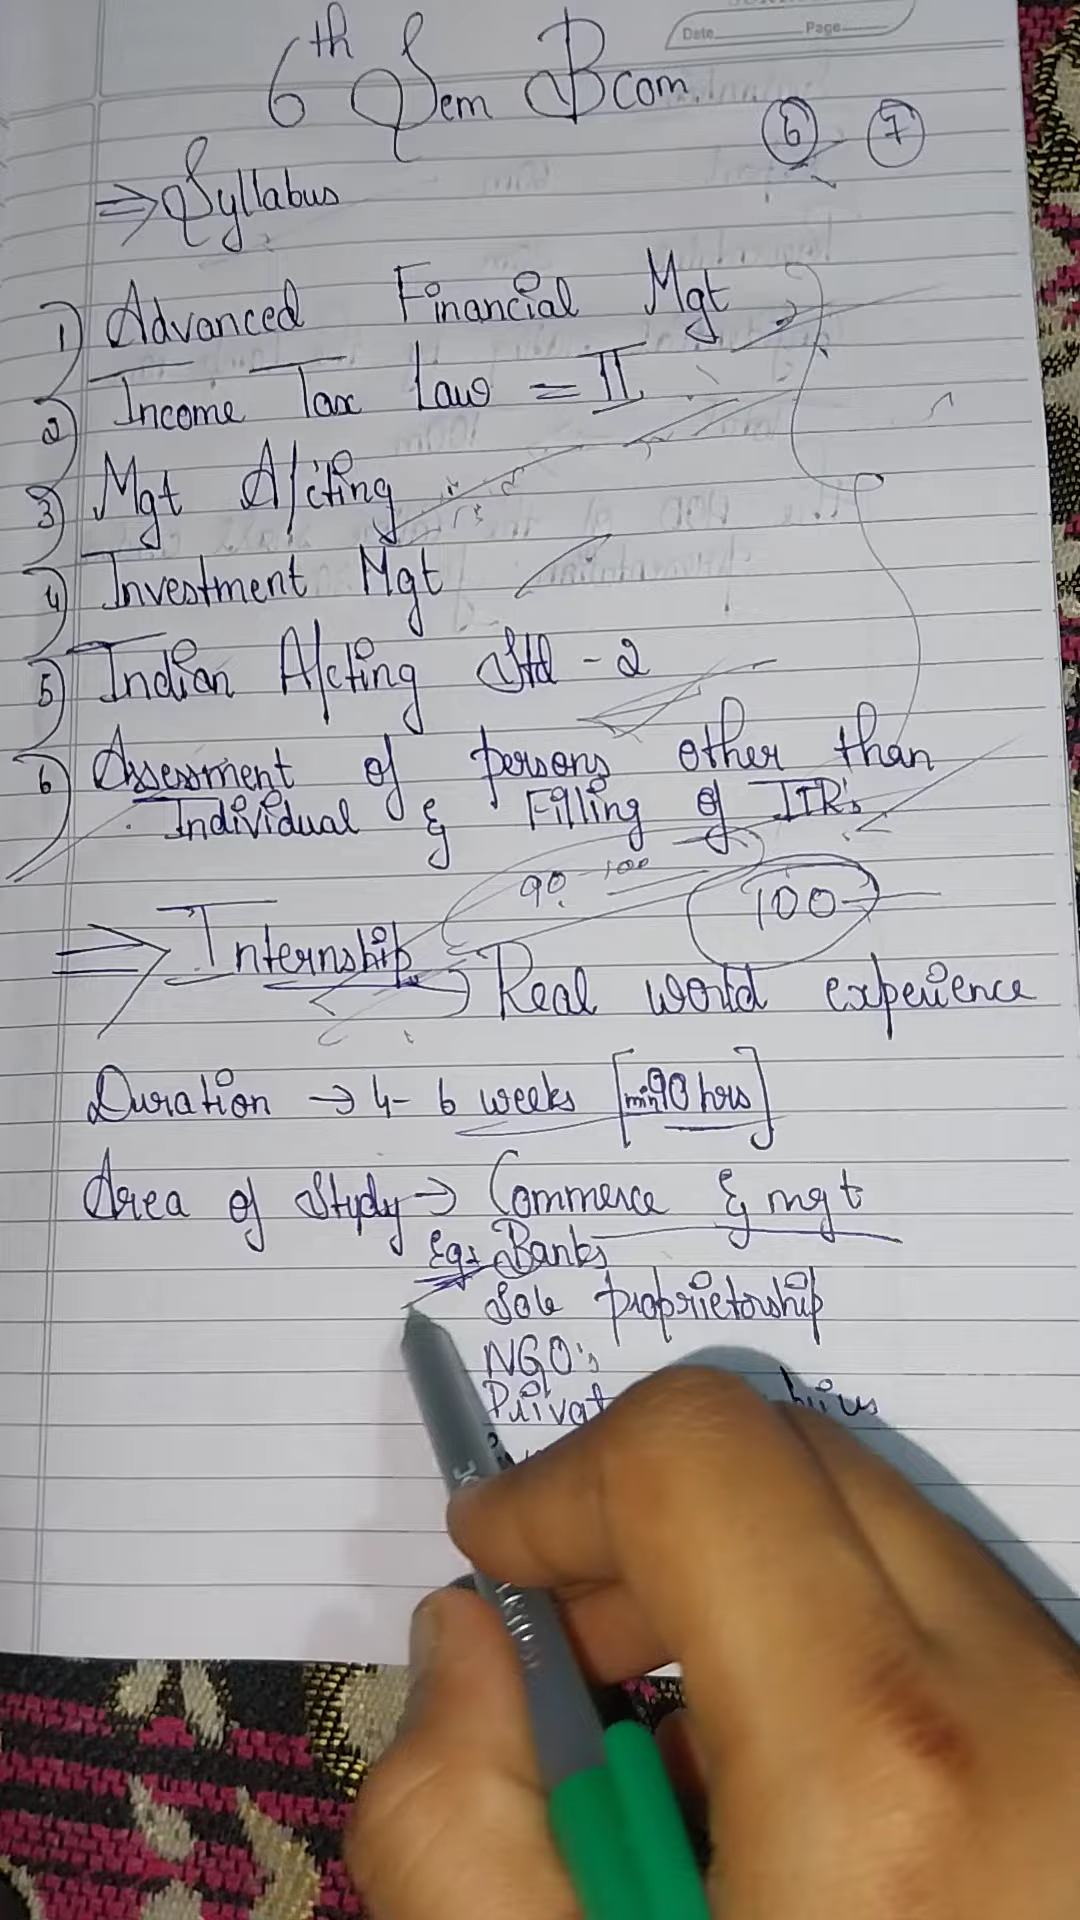 Date Page
6th Sem Bcom
6 7
⇒ Syllabus
1) Advanced Financial Mgt
2) Income Tax Law = II
3) Mgt A/cting
4) Investment Mgt
5) Indian A/cting Std - 2
6) Assessment of persons other than
Individual & Filling of ITR's
90 - 100 100
⇒ Internship → Real world experience
Duration → 4 - 6 weeks [min 90 hrs]
Area of Study → Commerce & mgt
Eg: Banks
Sole proprietorship
NGO's